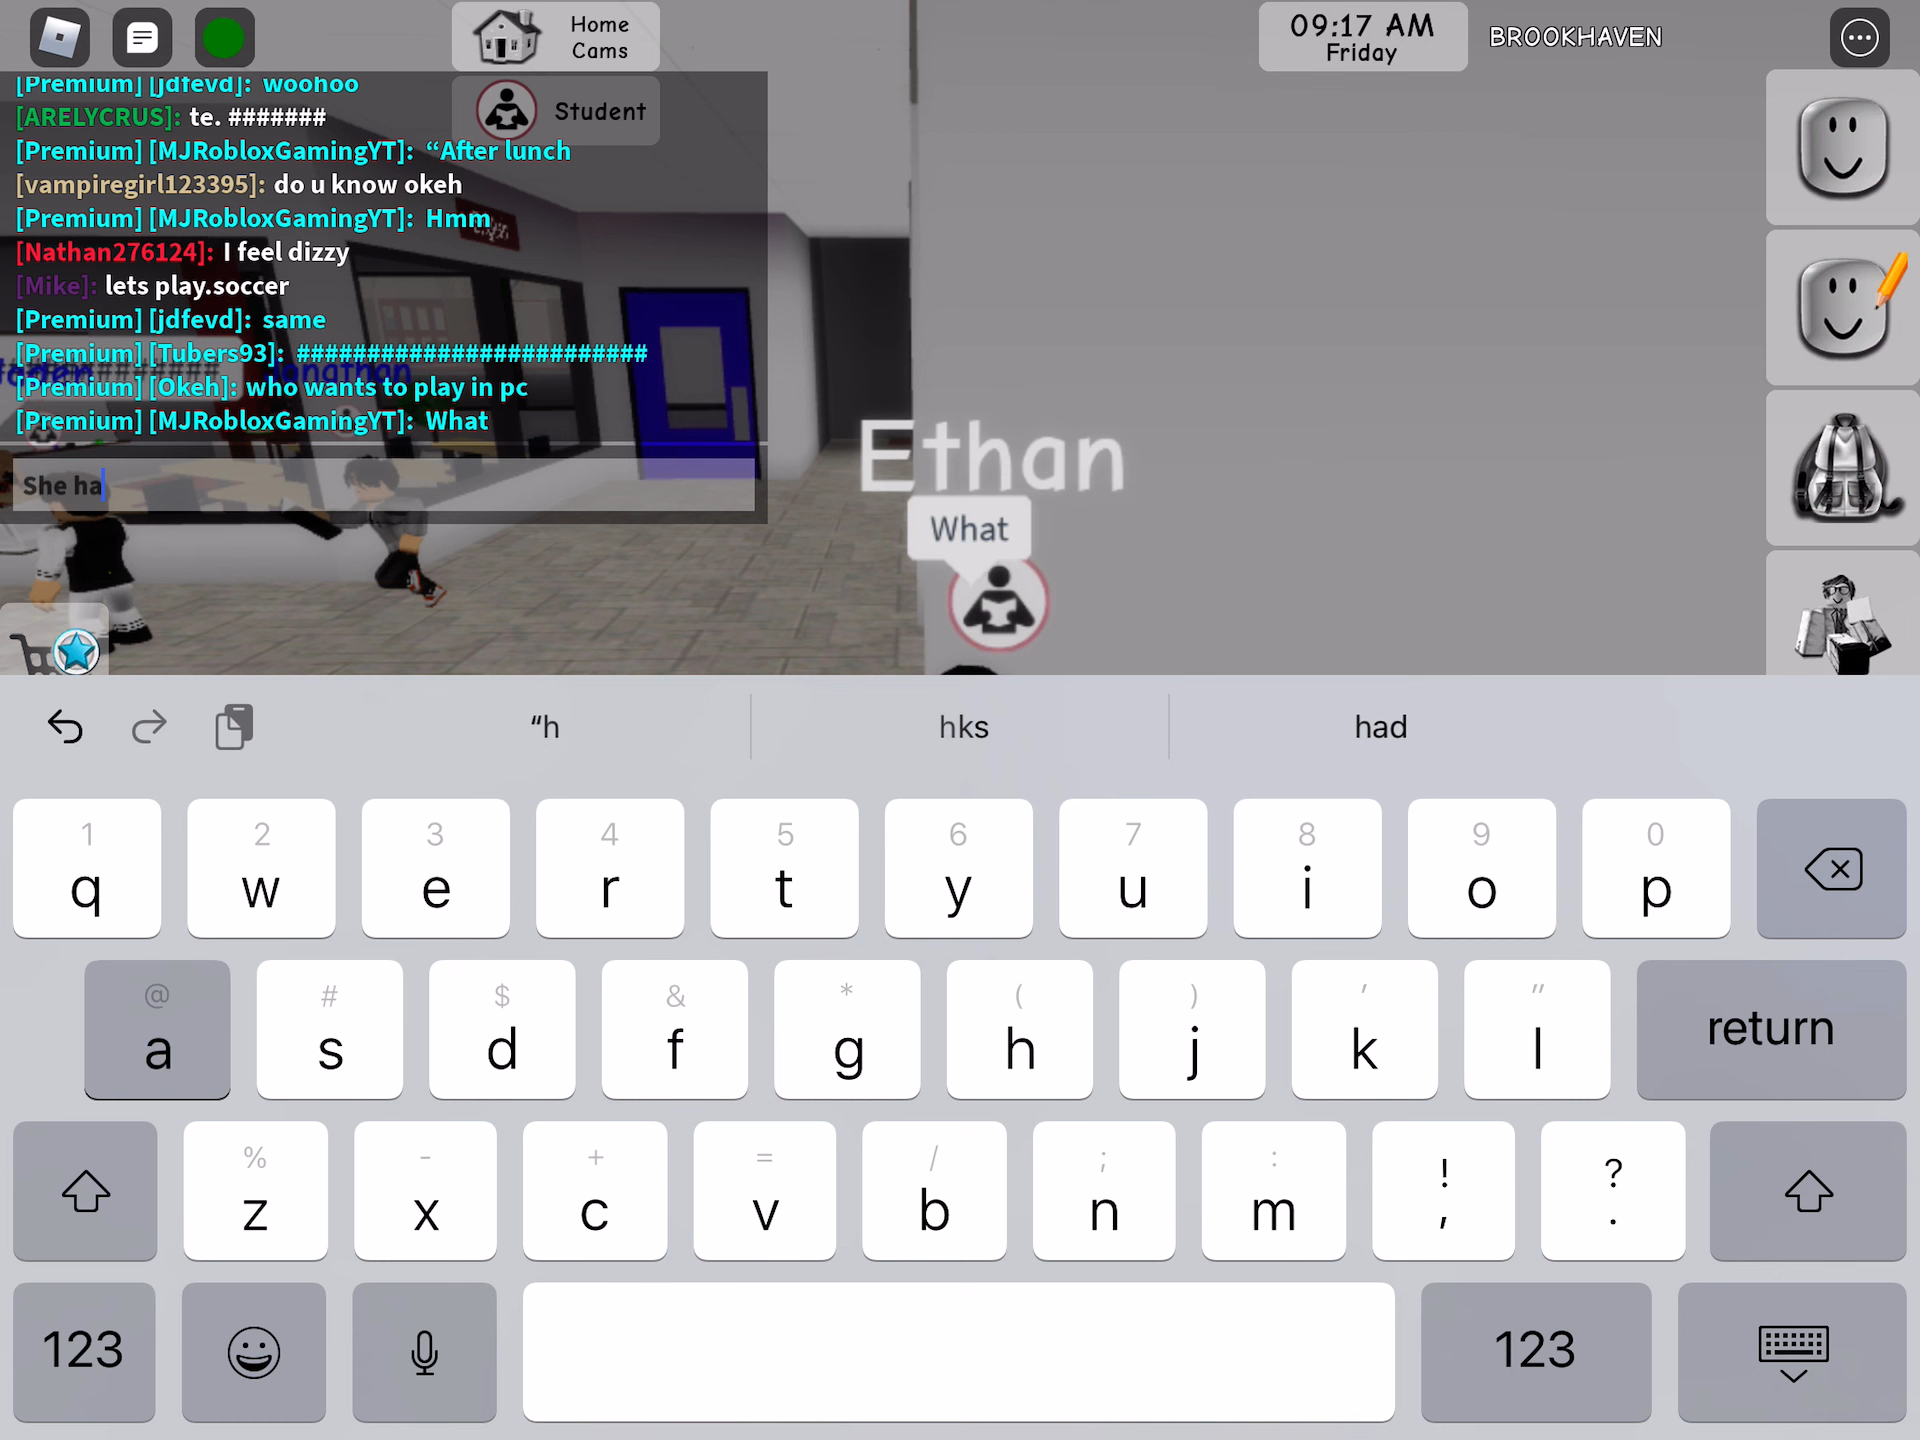 Home
Cams
09:17 AM
Friday
BROOKHAVEN
Student
[Premium] [jdfevd]: woohoo
[ARELYCRUS]: te. #######
[Premium] [MJRobloxGamingYT]: “After lunch
[vampiregirl123395]: do u know okeh
[Premium] [MJRobloxGamingYT]: Hmm
[Nathan276124]: I feel dizzy
[Mike]: lets play.soccer
[Premium] [jdfevd]: same
[Premium] [Tubers93]: #########################
[Premium] [Okeh]: who wants to play in pc
[Premium] [MJRobloxGamingYT]: What
She ha
Ethan
What
“h
hks
had
1 2 3 4 5 6 7 8 9 0
q w e r t y u i o p
@ # $ & * ( ) ' "
a s d f g h j k l return
% - + = / ; : ! ?
z x c v b n m , .
123 123